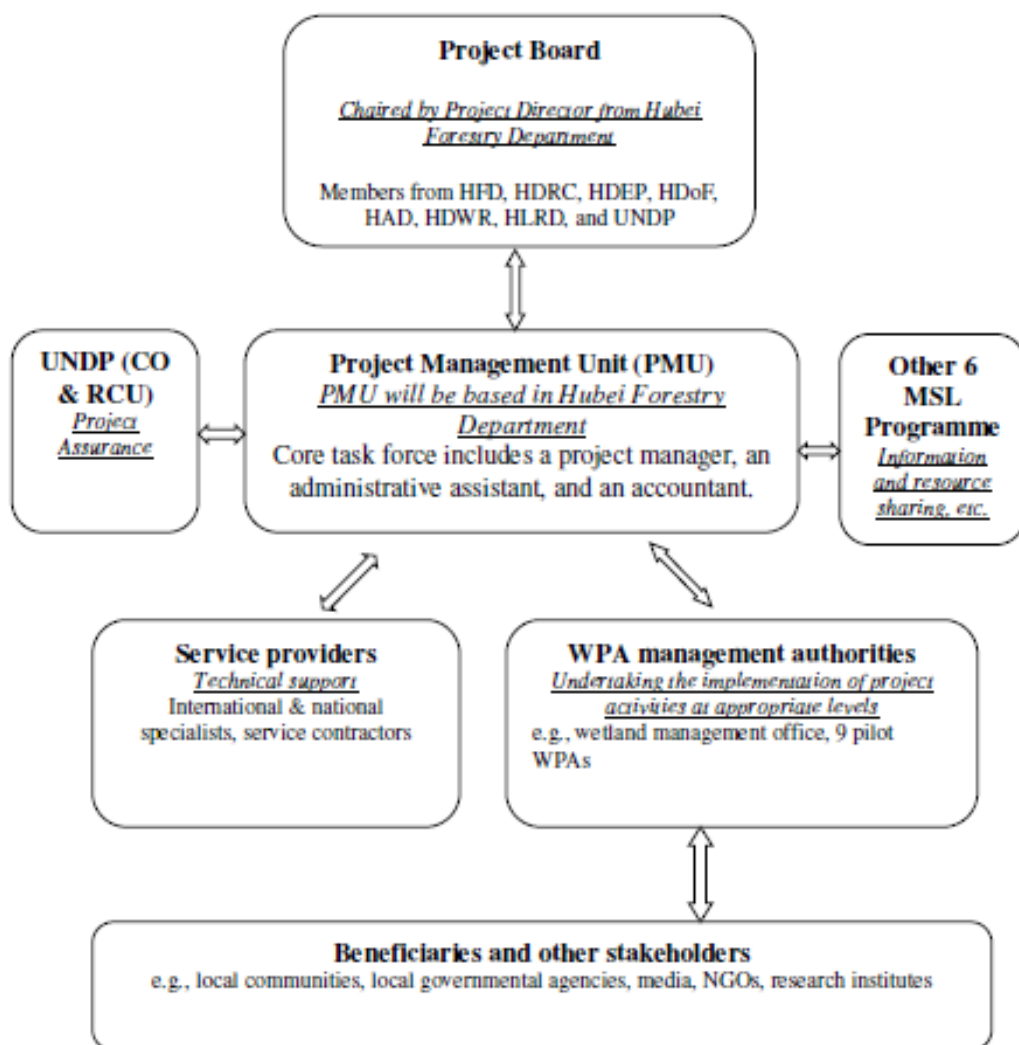 Project Board
Chaired by Project Director from Hubei
Forestry Department
Members from HFD, HDRC, HDEP, HDoF,
HAD, HDWR, HLRD, and UNDP
UNDP (CO
& RCU)
Project
Assurance
Project Management Unit (PMU)
PMU will be based in Hubei Forestry
Department
Core task force includes a project manager, an
administrative assistant, and an accountant.
Other 6
MSL
Programme
Information
and resource
sharing, etc.
Service providers
Technical support
International & national
specialists, service contractors
WPA management authorities
Undertaking the implementation of project
activities at appropriate levels
e.g., wetland management office, 9 pilot
WPAs
Beneficiaries and other stakeholders
e.g., local communities, local governmental agencies, media, NGOs, research institutes